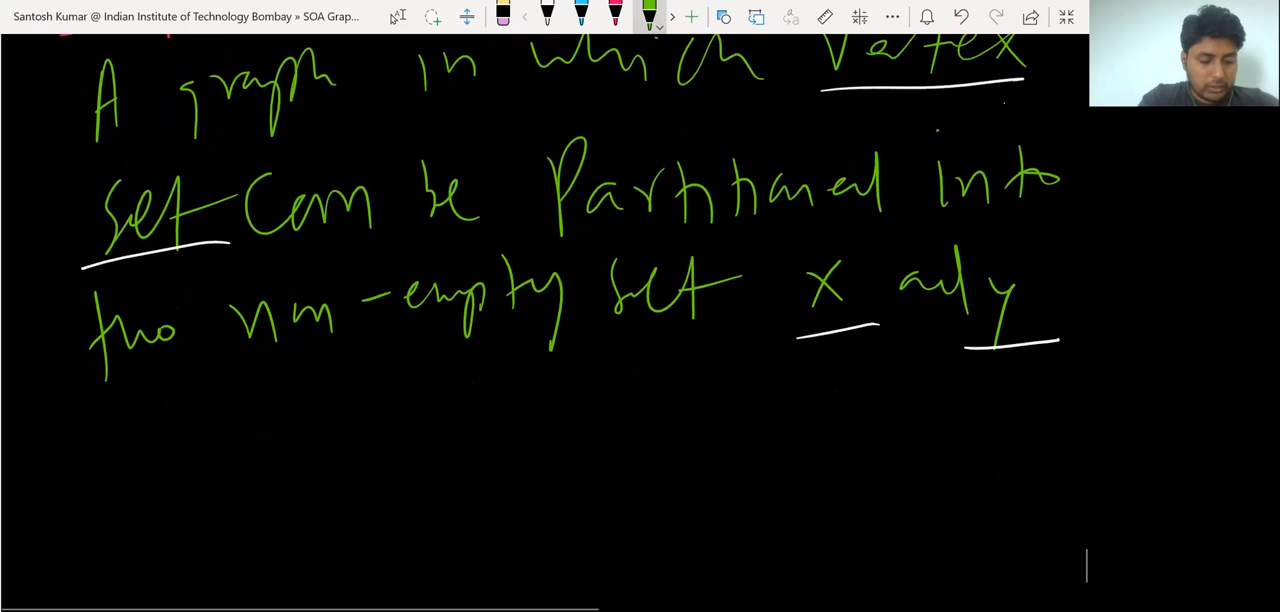 Santosh Kumar @ Indian Institute of Technology Bombay » SOA Grap...
A graph in which Vertex
Set Can be Partitioned into
two non-empty set X and y